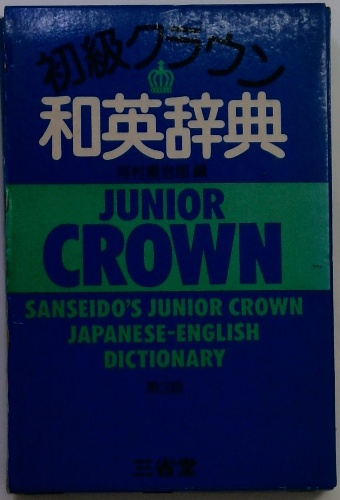 初級クラウン
和英辞典
JUNIOR
CROWN
SANSEIDO'S JUNIOR CROWN
JAPANESE-ENGLISH
DICTIONARY
三省堂